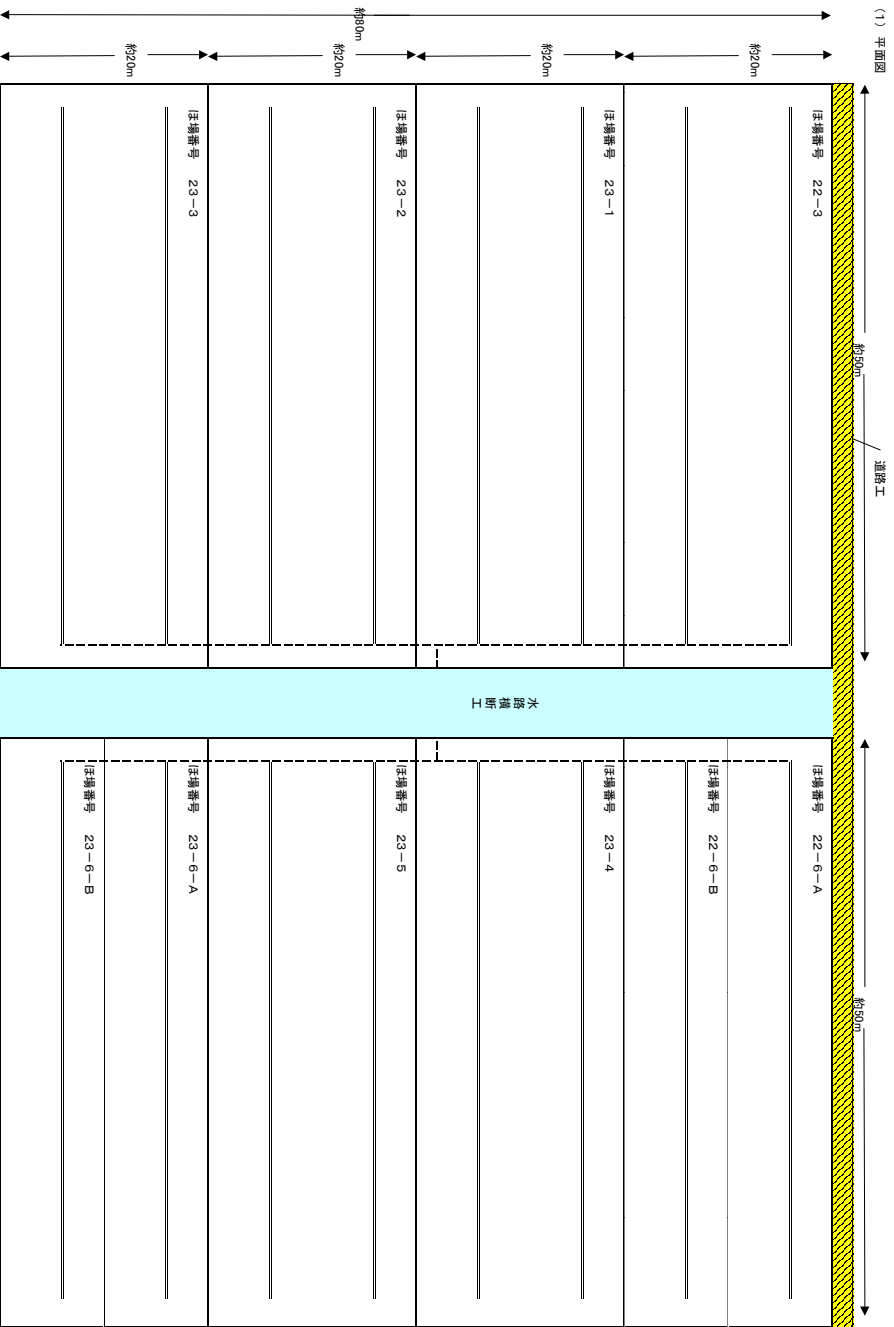 (1) 平面図
約50m
約50m
道路工
約80m
約20m
約20m
約20m
約20m
ほ場番号 22-3
ほ場番号 23-1
ほ場番号 23-2
ほ場番号 23-3
水路横断工
ほ場番号 22-6-A
ほ場番号 22-6-B
ほ場番号 23-4
ほ場番号 23-5
ほ場番号 23-6-A
ほ場番号 23-6-B